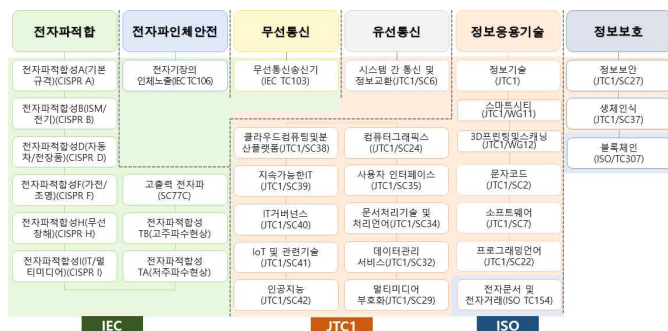 전자파적합
전자파인체안전
무선통신
유선통신
정보응용기술
정보보호
전자파적합성A(기본
규격)(CISPR A)
전자파적합성B(ISM/
전기)(CISPR B)
전자파적합성D(자동
차/전장품)(CISPR D)
전자파적합성F(가전/
조명)(CISPR F)
전자파적합성H(무선
장해)(CISPR H)
전자파적합성I(IT/멀
티미디어)(CISPR I)
전자기장의
인체노출(IEC TC106)
고출력 전자파
(SC77C)
전자파적합성
TB(고주파수현상)
전자파적합성
TA(저주파수현상)
무선통신송신기
(IEC TC103)
클라우드컴퓨팅및분
산플랫폼(JTC1/SC38)
지속가능한IT
(JTC1/SC39)
IT거버넌스
(JTC1/SC40)
IoT 및 관련기술
(JTC1/SC41)
인공지능
(JTC1/SC42)
시스템 간 통신 및
정보교환(JTC1/SC6)
컴퓨터그래픽스
((JTC1/SC24)
사용자 인터페이스
(JTC1/SC35)
문서처리기술 및
처리언어(JTC1/SC34)
데이터관리
서비스(JTC1/SC32)
멀티미디어
부호화(JTC1/SC29)
정보기술
(JTC1)
스마트시티
(JTC1/WG11)
3D프린팅및스캐닝
(JTC1/WG12)
문자코드
(JTC1/SC2)
소프트웨어
(JTC1/SC7)
프로그래밍언어
(JTC1/SC22)
전자문서 및
전자거래(ISO TC154)
정보보안
(JTC1/SC27)
생체인식
(JTC1/SC37)
블록체인
(ISO/TC307)
IEC
JTC1
ISO